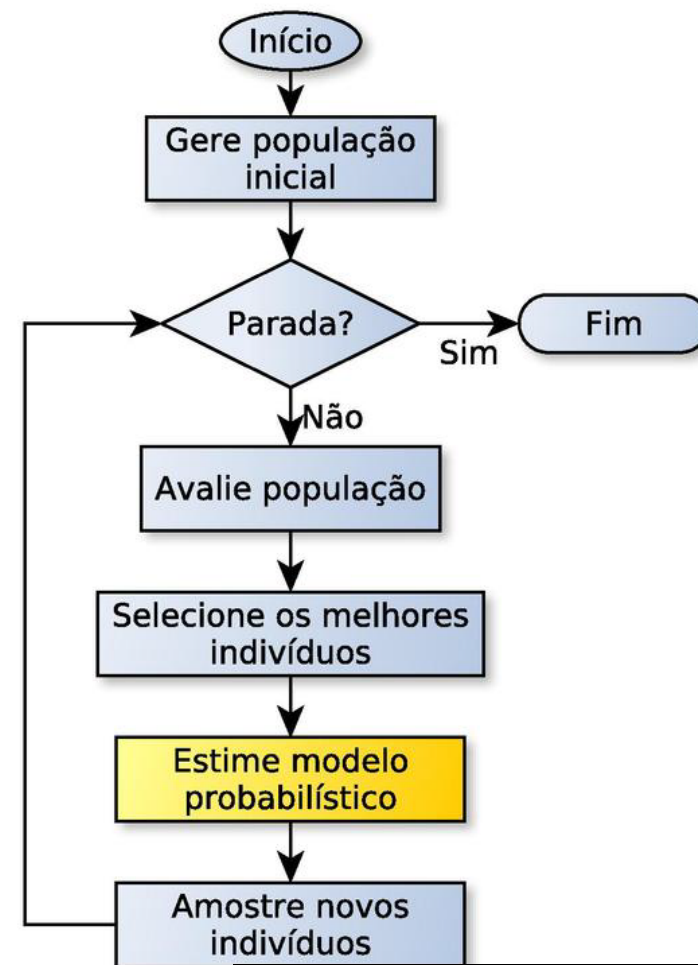 Início
Gere população
inicial
Parada?
Sim
Fim
Não
Avalie população
Selecione os melhores
indivíduos
Estime modelo
probabilístico
Amostre novos
indivíduos